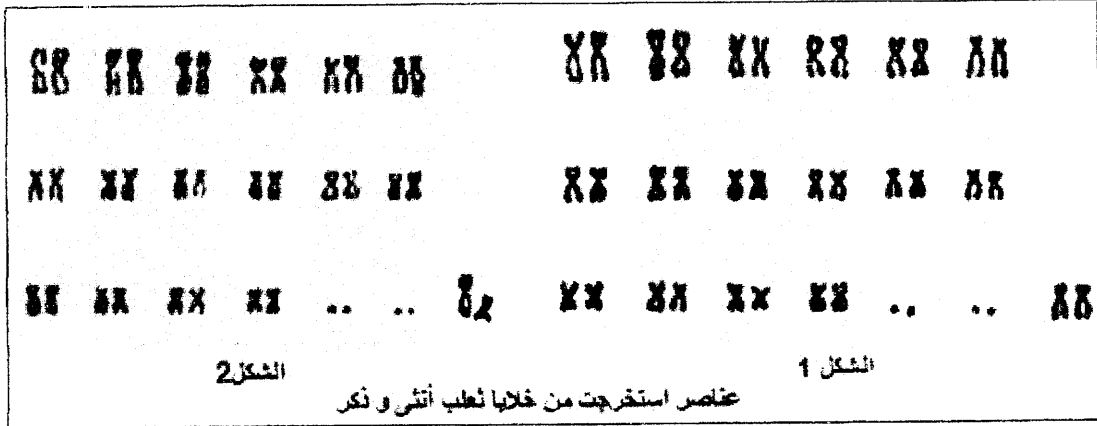 الشكل 1
الشكل2
عناصر استخرجت من خلايا ثعلب أنثى و ذكر